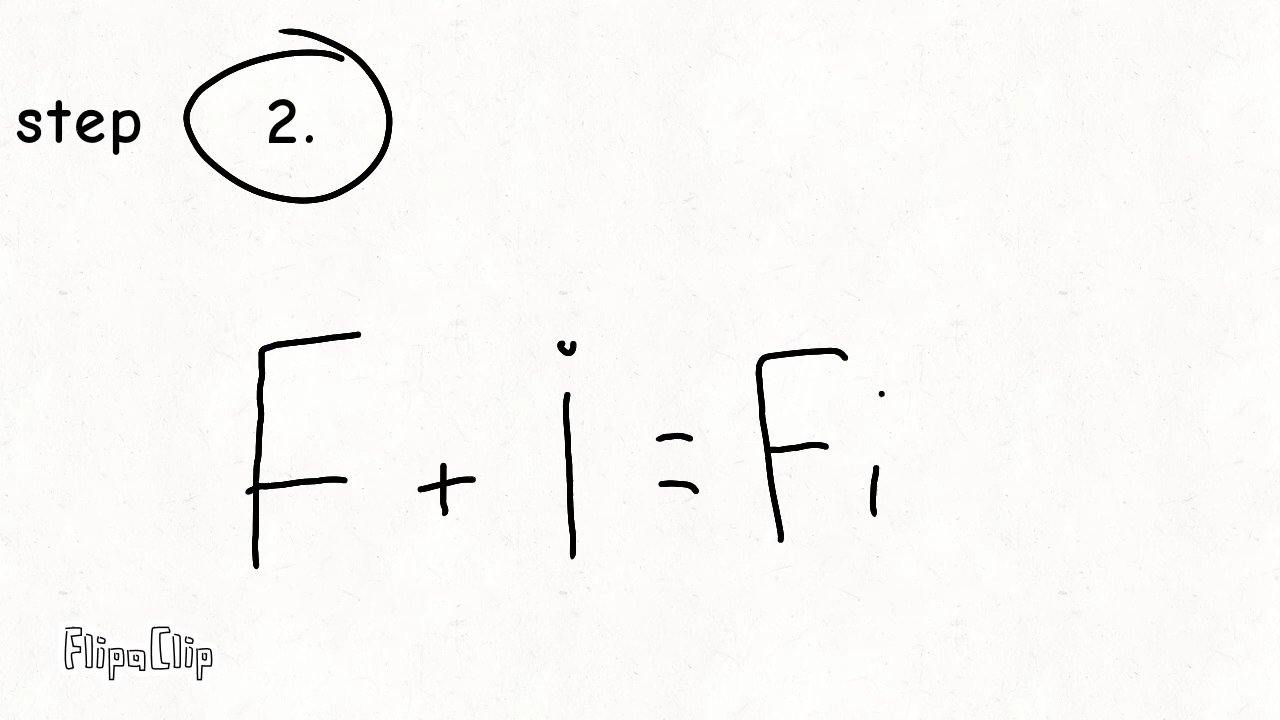 step 2.
F + i = Fi
FlipaClip